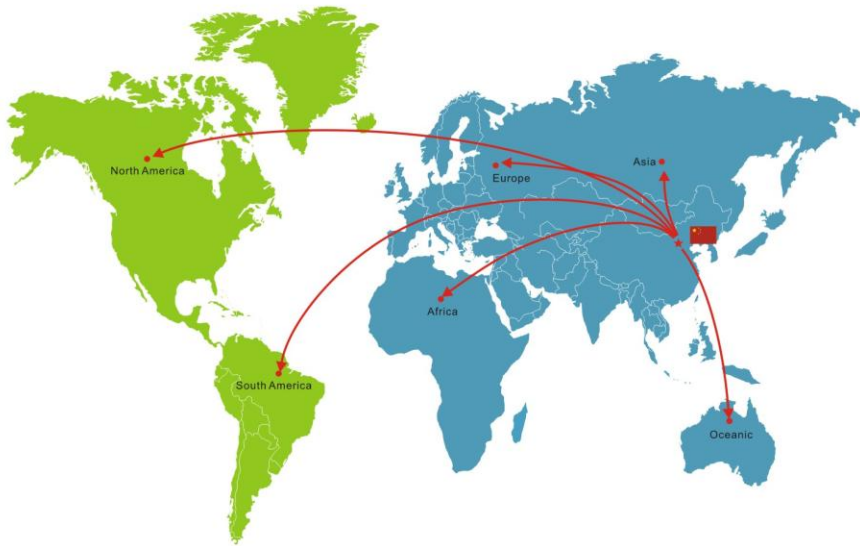 North America
Europe
Asia
Africa
South America
Oceanic